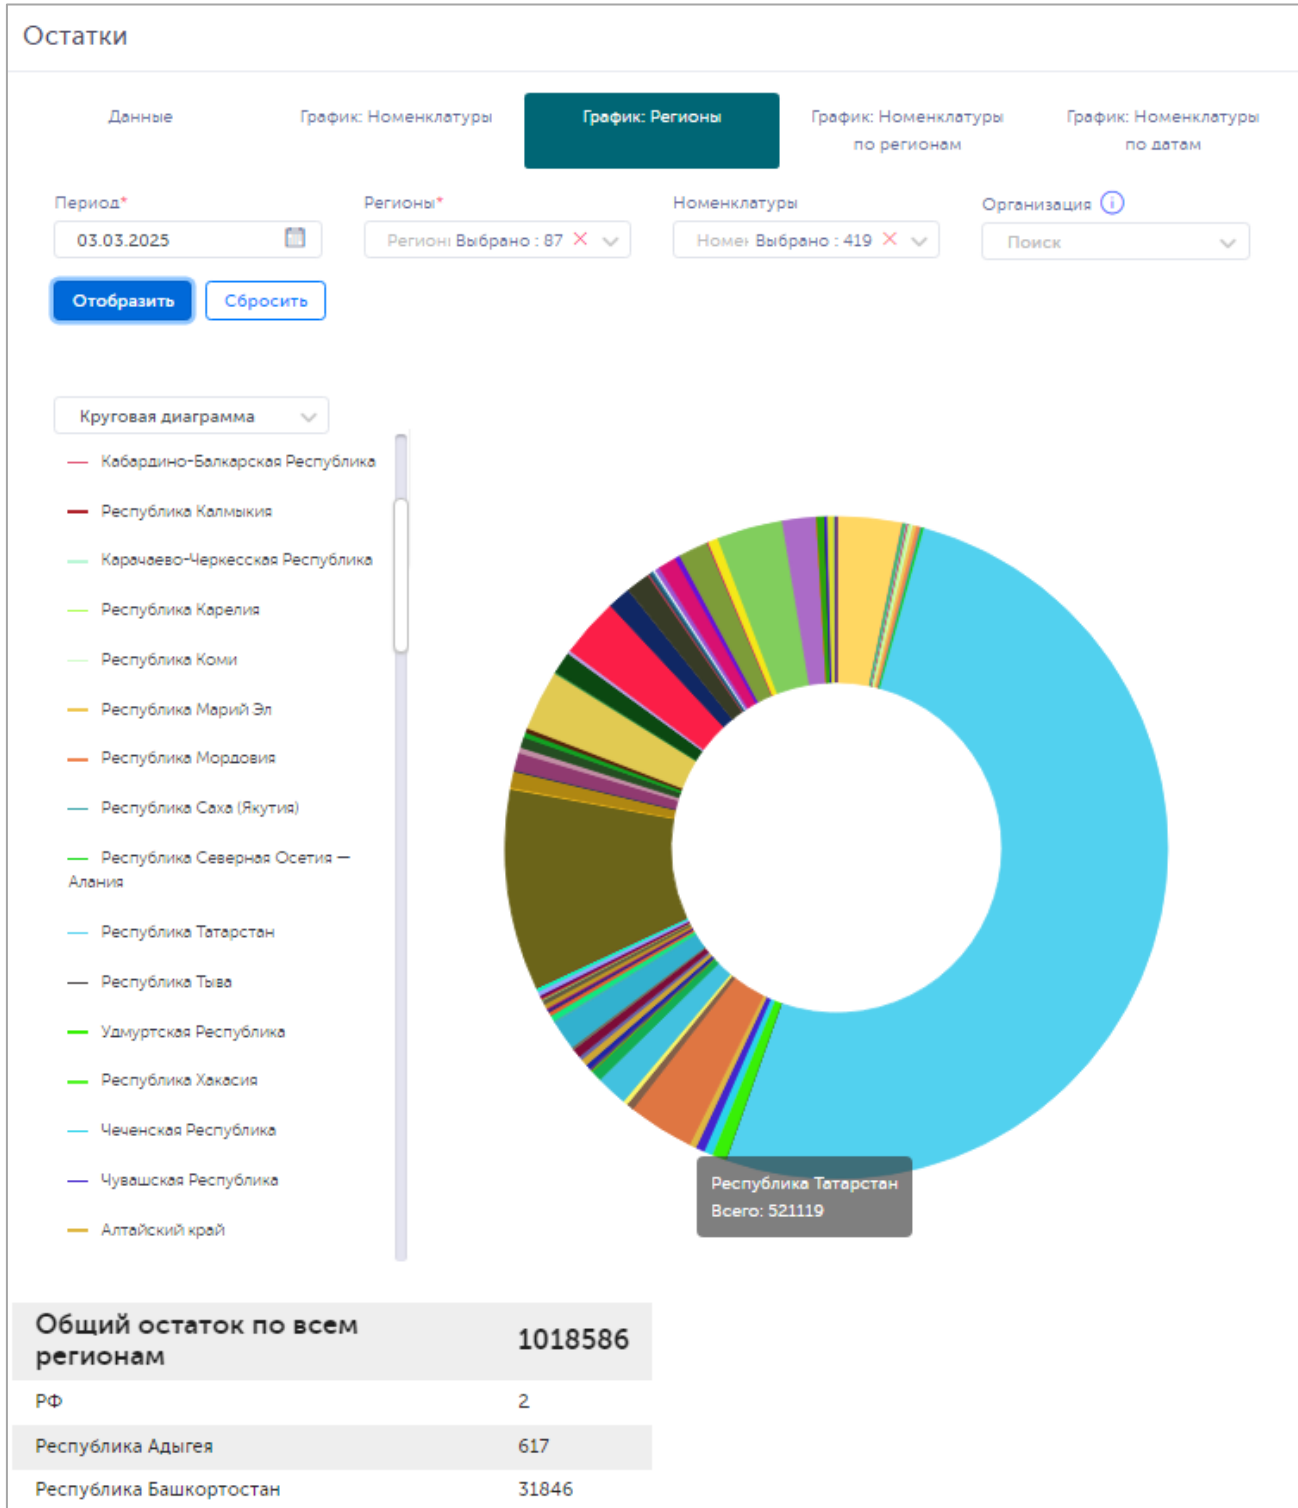 Остатки
Данные
График: Номенклатуры
График: Регионы
График: Номенклатуры
по регионам
График: Номенклатуры
по датам
Период*
Регионы*
Номенклатуры
Организация i
03.03.2025
Регион Выбрано : 87
Номе Выбрано : 419
Поиск
Отобразить
Сбросить
Круговая диаграмма
Кабардино-Балкарская Республика
Республика Калмыкия
Карачаево-Черкесская Республика
Республика Карелия
Республика Коми
Республика Марий Эл
Республика Мордовия
Республика Саха (Якутия)
Республика Северная Осетия —
Алания
Республика Татарстан
Республика Тыва
Удмуртская Республика
Республика Хакасия
Чеченская Республика
Чувашская Республика
Алтайский край
Республика Татарстан
Всего: 521119
Общий остаток по всем
регионам
1018586
РФ 2
Республика Адыгея 617
Республика Башкортостан 31846